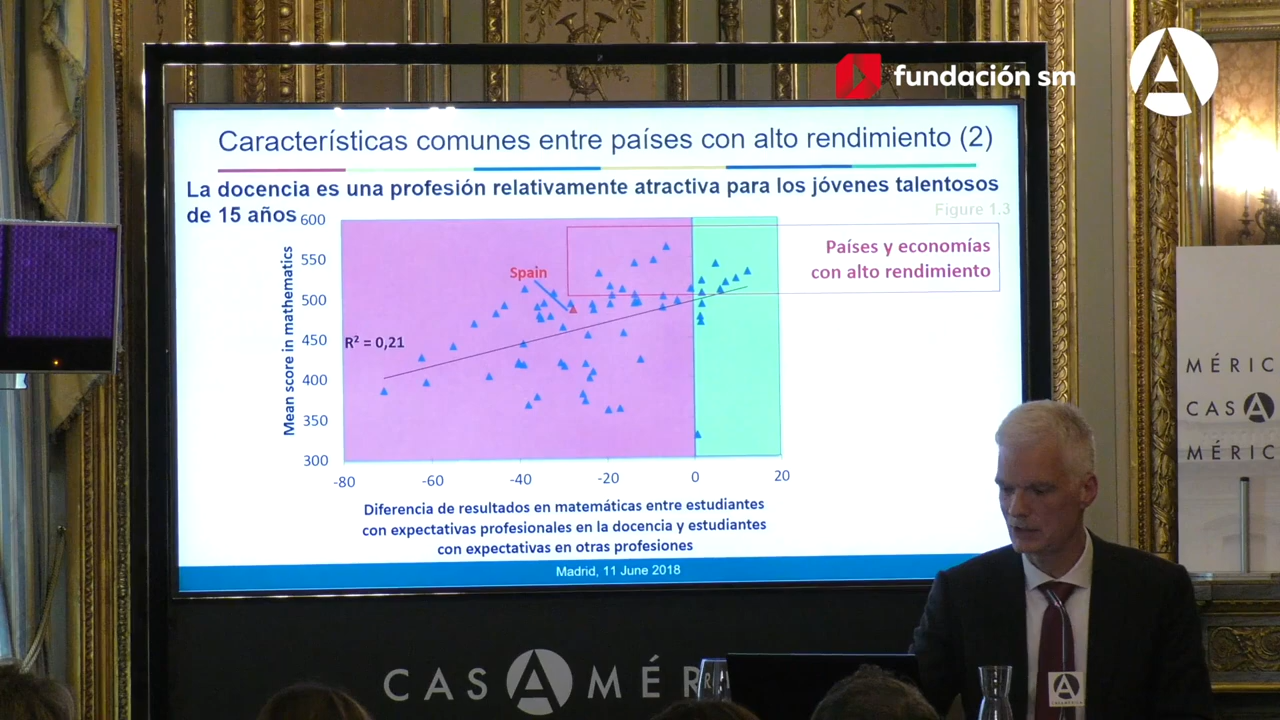 fundación sm
Características comunes entre países con alto rendimiento (2)
La docencia es una profesión relativamente atractiva para los jóvenes talentosos
de 15 años
Figure 1.3
600
550
500
450
400
350
300
Mean score in mathematics
Spain
R² = 0,21
Países y economías
con alto rendimiento
-80
-60
-40
-20
0
20
Diferencia de resultados en matemáticas entre estudiantes
con expectativas profesionales en la docencia y estudiantes
con expectativas en otras profesiones
Madrid, 11 June 2018
MÉRIC
CASA
MÉRIC
CASAMÉR